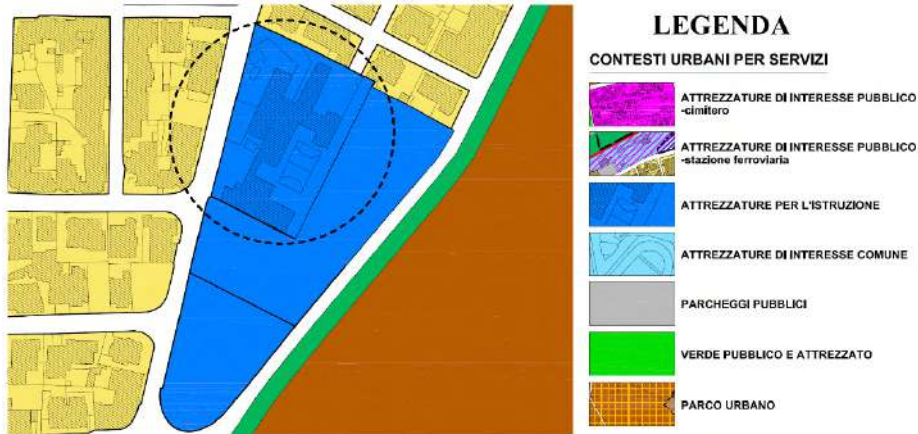 LEGENDA
CONTESTI URBANI PER SERVIZI
ATTREZZATURE DI INTERESSE PUBBLICO
-cimitero
ATTREZZATURE DI INTERESSE PUBBLICO
-stazione ferroviaria
ATTREZZATURE PER L'ISTRUZIONE
ATTREZZATURE DI INTERESSE COMUNE
PARCHEGGI PUBBLICI
VERDE PUBBLICO E ATTREZZATO
PARCO URBANO